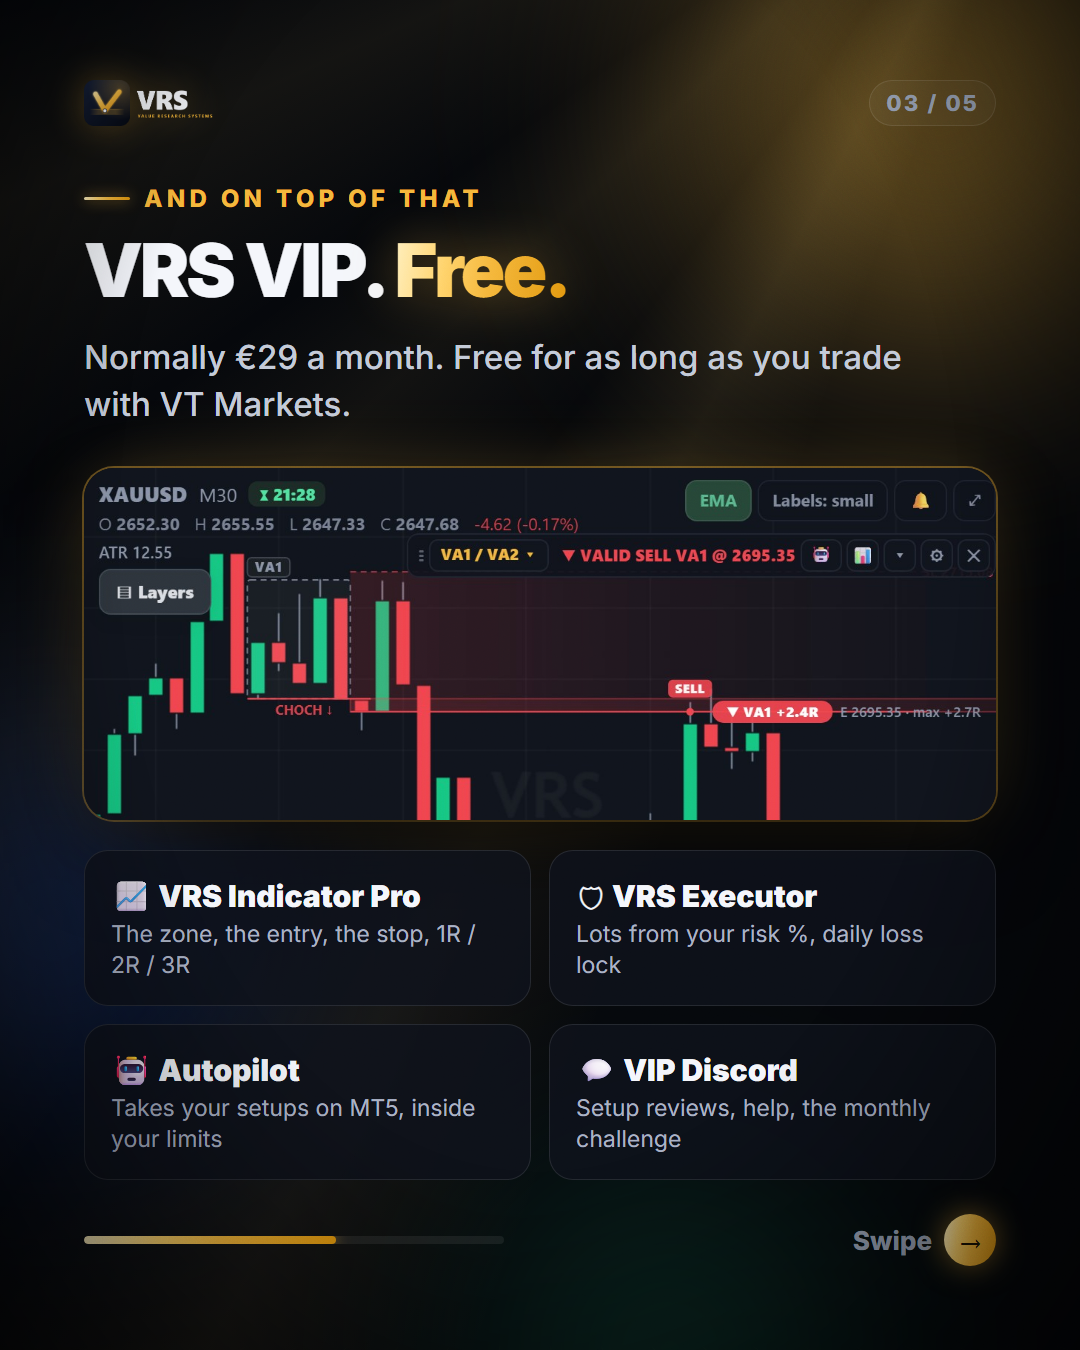 VRS
VALUE RESEARCH SYSTEMS
03 / 05
AND ON TOP OF THAT
VRS VIP. Free.
Normally €29 a month. Free for as long as you trade
with VT Markets.
XAUUSD M30 21:28
EMA
Labels: small
O 2652.30 H 2655.55 L 2647.33 C 2647.68 -4.62 (-0.17%)
ATR 12.55
VA1 / VA2
▼ VALID SELL VA1 @ 2695.35
Layers
VA1
CHOCH ↓
SELL
▼ VA1 +2.4R
E 2695.35 · max +2.7R
VRS
VRS Indicator Pro
The zone, the entry, the stop, 1R /
2R / 3R
VRS Executor
Lots from your risk %, daily loss
lock
Autopilot
Takes your setups on MT5, inside
your limits
VIP Discord
Setup reviews, help, the monthly
challenge
Swipe →